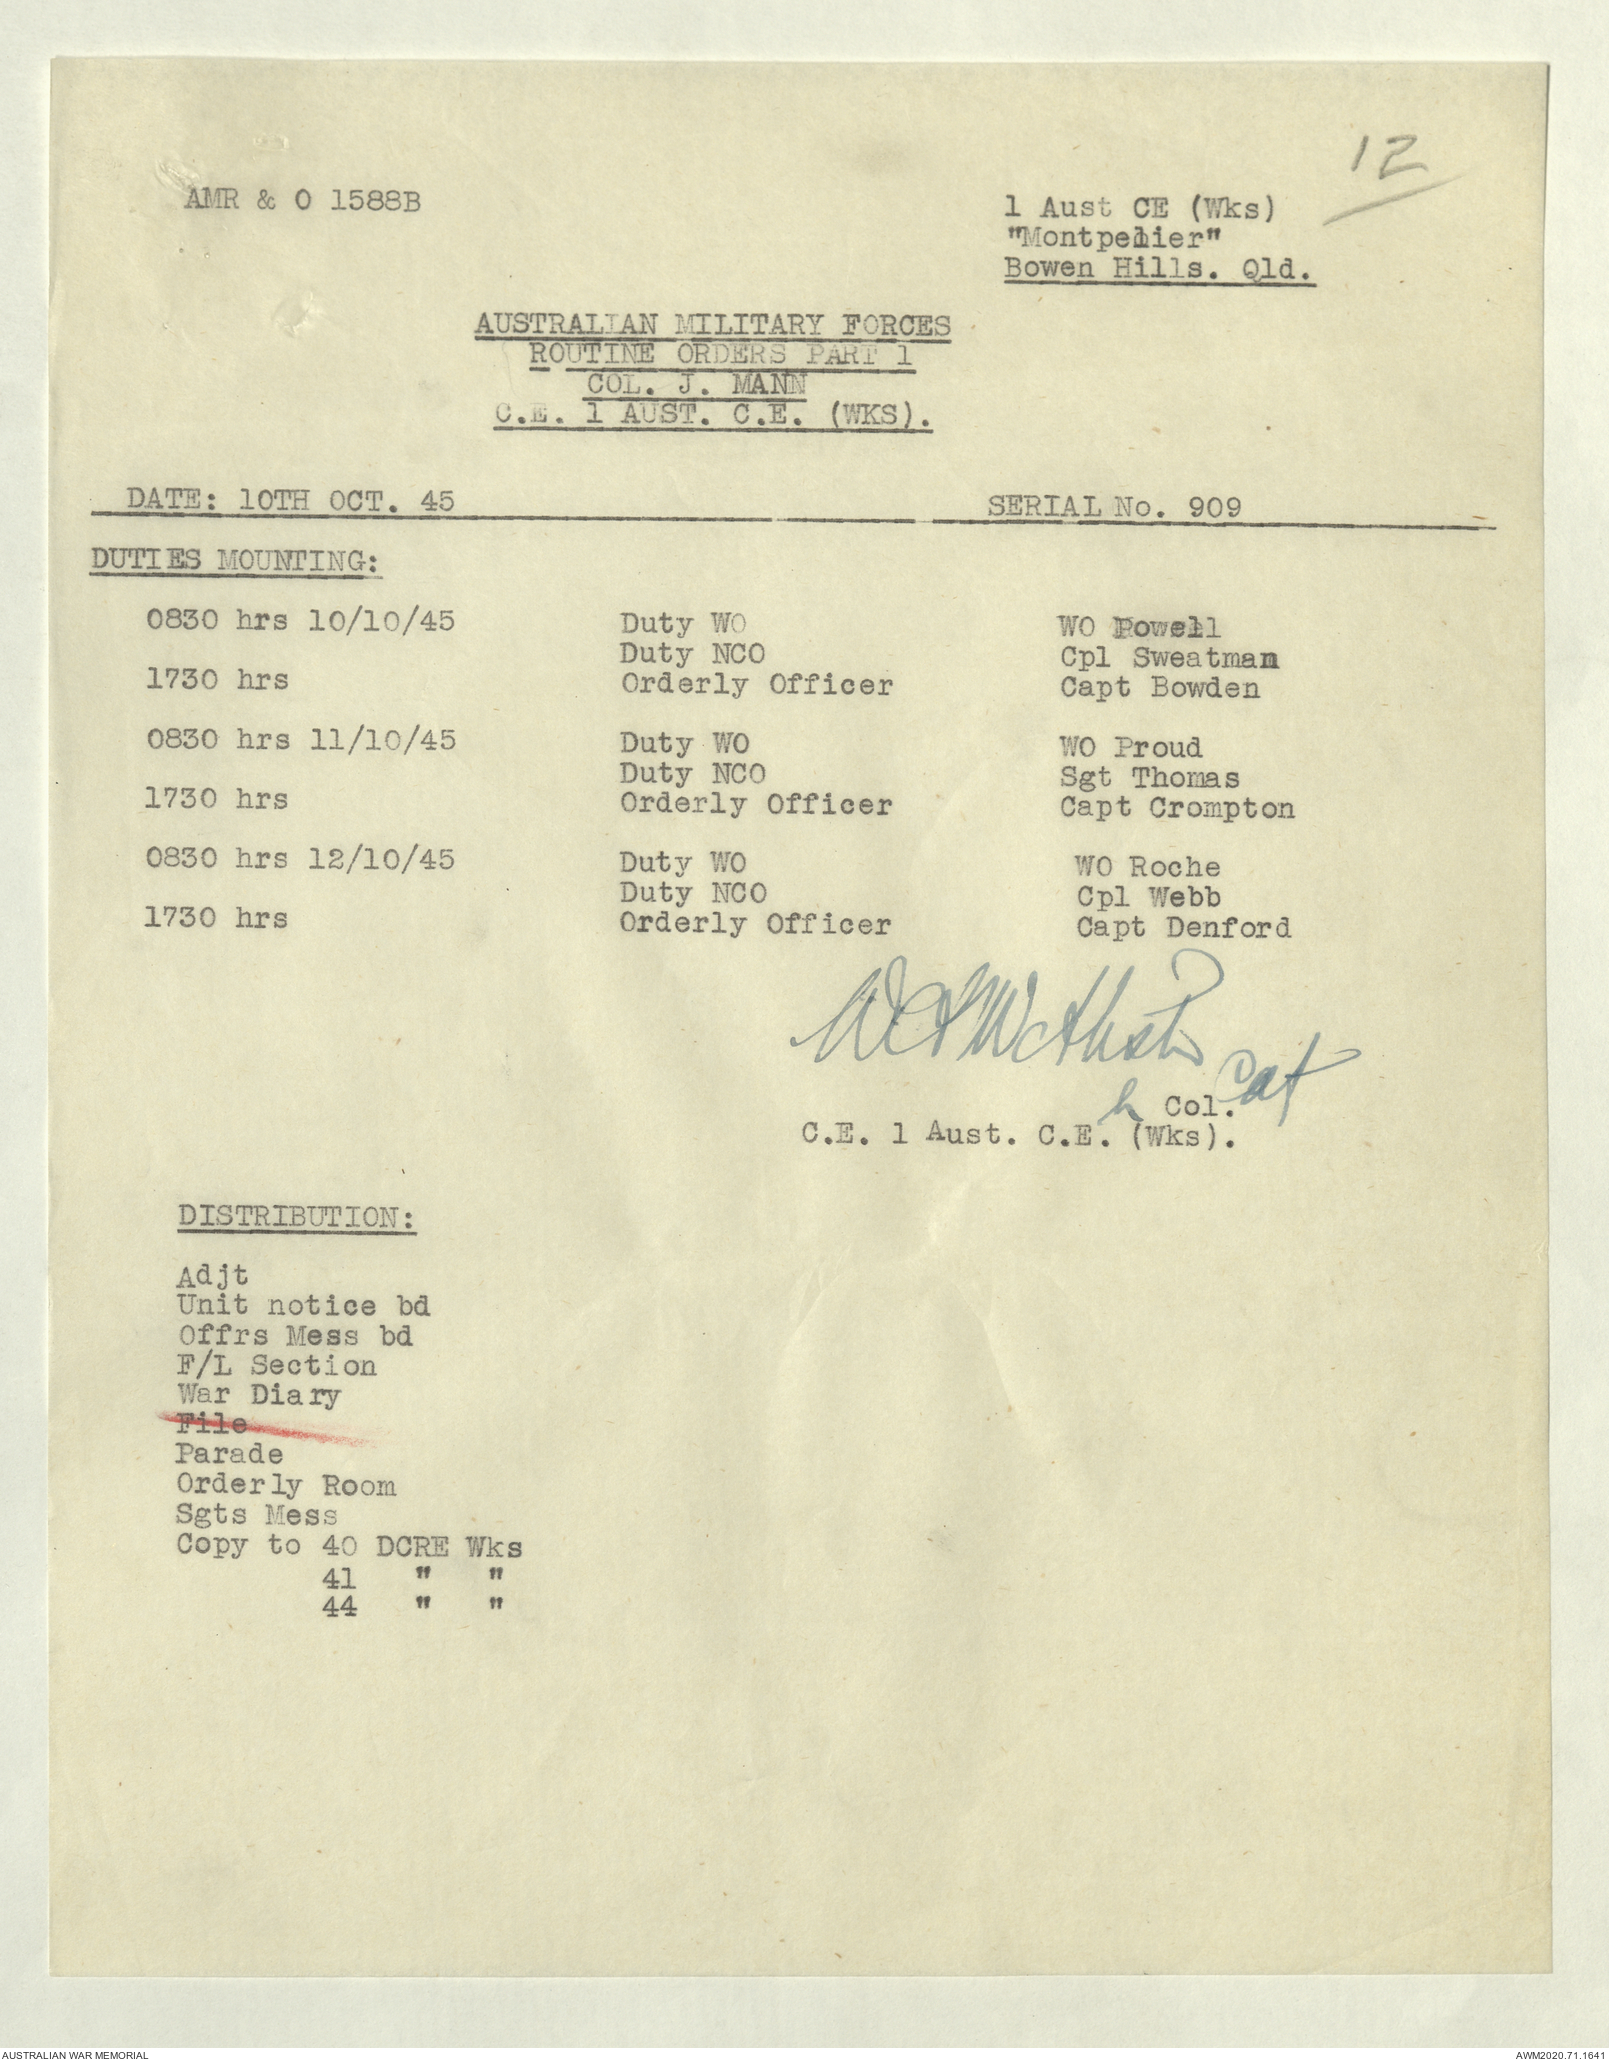 12
AMR & O 1588B
1 Aust CE (Wks)
"Montpelier"
Bowen Hills. Qld.
AUSTRALIAN MILITARY FORCES
ROUTINE ORDERS PART 1
COL. J. MANN
C.E. 1 AUST. C.E. (WKS).
DATE: 10TH OCT. 45 SERIAL No. 909
DUTIES MOUNTING:
0830 hrs 10/10/45 Duty WO WO Powell
Duty NCO Cpl Sweatman
1730 hrs Orderly Officer Capt Bowden
0830 hrs 11/10/45 Duty WO WO Proud
Duty NCO Sgt Thomas
1730 hrs Orderly Officer Capt Crompton
0830 hrs 12/10/45 Duty WO WO Roche
Duty NCO Cpl Webb
1730 hrs Orderly Officer Capt Denford
Col.
C.E. 1 Aust. C.E. (Wks).
DISTRIBUTION:
Adjt
Unit notice bd
Offrs Mess bd
F/L Section
War Diary
File
Parade
Orderly Room
Sgts Mess
Copy to 40 DCRE Wks
41 " "
44 " "
AUSTRALIAN WAR MEMORIAL AWM2020.71.1641